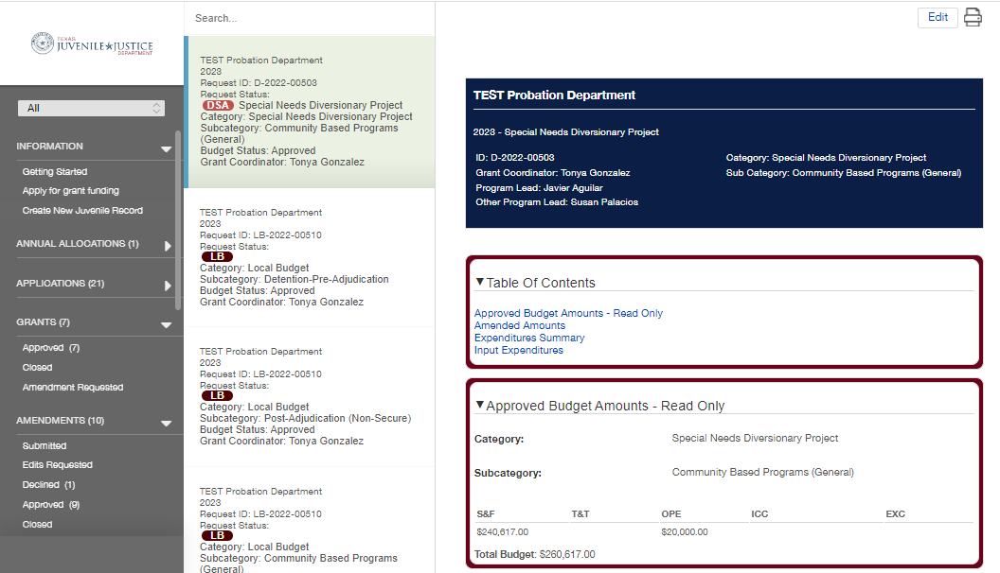 TEXAS
JUVENILE★JUSTICE
DEPARTMENT
All
INFORMATION
Getting Started
Apply for grant funding
Create New Juvenile Record
ANNUAL ALLOCATIONS (1)
APPLICATIONS (21)
GRANTS (7)
Approved (7)
Closed
Amendment Requested
AMENDMENTS (10)
Submitted
Edits Requested
Declined (1)
Approved (9)
Closed
Search...
TEST Probation Department
2023
Request ID: D-2022-00503
Request Status:
DSA Special Needs Diversionary Project
Category: Special Needs Diversionary Project
Subcategory: Community Based Programs
(General)
Budget Status: Approved
Grant Coordinator: Tonya Gonzalez
TEST Probation Department
2023
Request ID: LB-2022-00510
Request Status:
LB
Category: Local Budget
Subcategory: Detention-Pre-Adjudication
Budget Status: Approved
Grant Coordinator: Tonya Gonzalez
TEST Probation Department
2023
Request ID: LB-2022-00510
Request Status:
LB
Category: Local Budget
Subcategory: Post-Adjudication (Non-Secure)
Budget Status: Approved
Grant Coordinator: Tonya Gonzalez
TEST Probation Department
2023
Request ID: LB-2022-00510
Request Status:
LB
Category: Local Budget
Subcategory: Community Based Programs
(General)
Edit
TEST Probation Department
2023 - Special Needs Diversionary Project
ID: D-2022-00503
Grant Coordinator: Tonya Gonzalez
Program Lead: Javier Aguilar
Other Program Lead: Susan Palacios
Category: Special Needs Diversionary Project
Sub Category: Community Based Programs (General)
▼Table Of Contents
Approved Budget Amounts - Read Only
Amended Amounts
Expenditures Summary
Input Expenditures
▼Approved Budget Amounts - Read Only
Category: Special Needs Diversionary Project
Subcategory: Community Based Programs (General)
S&F T&T OPE ICC EXC
$240,617.00 $20,000.00
Total Budget: $260,617.00